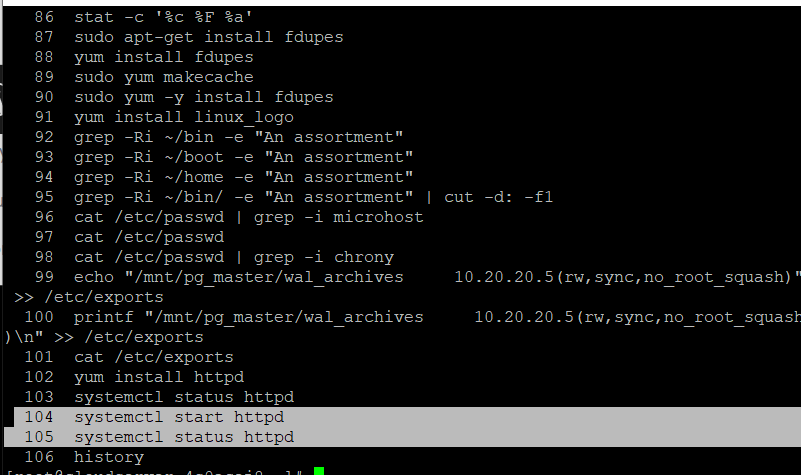 86 stat -c '%c %F %a'
87 sudo apt-get install fdupes
88 yum install fdupes
89 sudo yum makecache
90 sudo yum -y install fdupes
91 yum install linux_logo
92 grep -Ri ~/bin -e "An assortment"
93 grep -Ri ~/boot -e "An assortment"
94 grep -Ri ~/home -e "An assortment"
95 grep -Ri ~/bin/ -e "An assortment" | cut -d: -f1
96 cat /etc/passwd | grep -i microhost
97 cat /etc/passwd
98 cat /etc/passwd | grep -i chrony
99 echo "/mnt/pg_master/wal_archives     10.20.20.5(rw,sync,no_root_squash)"
>> /etc/exports
100 printf "/mnt/pg_master/wal_archives     10.20.20.5(rw,sync,no_root_squash
)\n" >> /etc/exports
101 cat /etc/exports
102 yum install httpd
103 systemctl status httpd
104 systemctl start httpd
105 systemctl status httpd
106 history